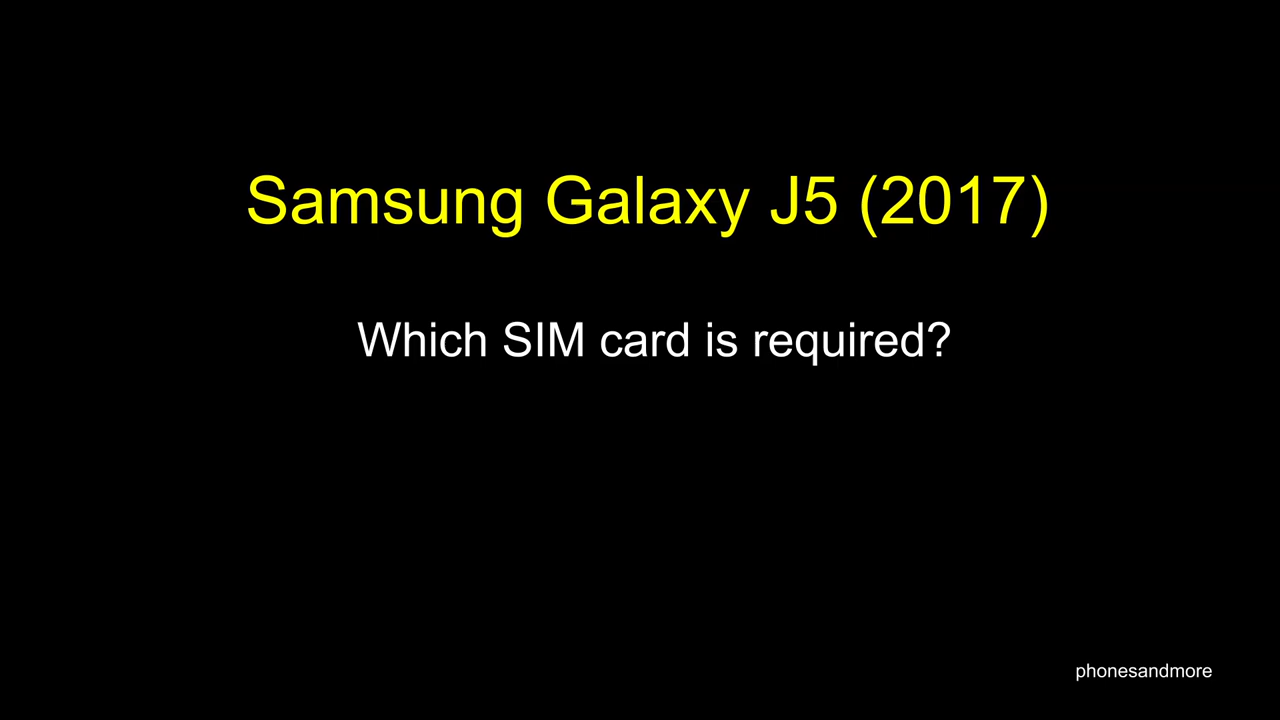 Samsung Galaxy J5 (2017)
Which SIM card is required?
phonesandmore